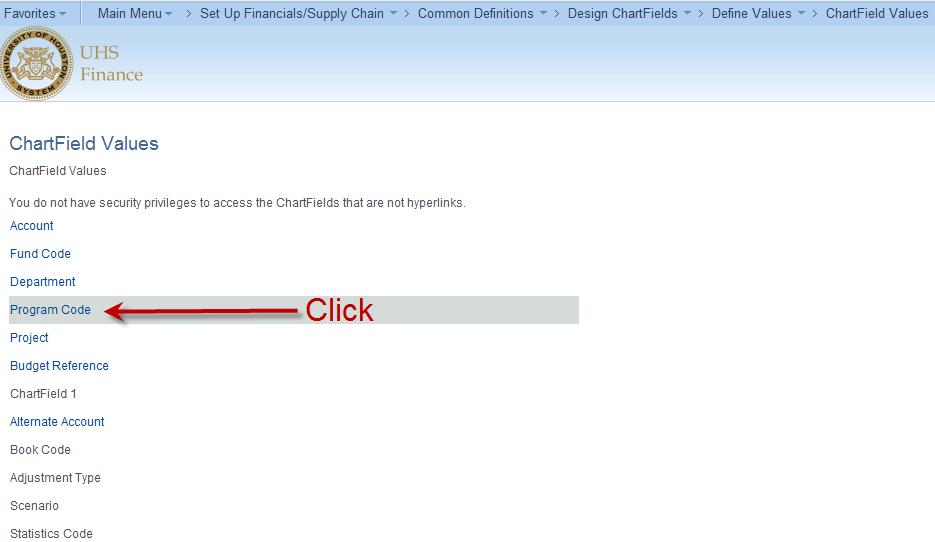 Favorites Main Menu > Set Up Financials/Supply Chain > Common Definitions > Design ChartFields > Define Values > ChartField Values
UNIVERSITY OF HOUSTON
SYSTEM
UHS
Finance
ChartField Values
ChartField Values
You do not have security privileges to access the ChartFields that are not hyperlinks.
Account
Fund Code
Department
Program Code Click
Project
Budget Reference
ChartField 1
Alternate Account
Book Code
Adjustment Type
Scenario
Statistics Code